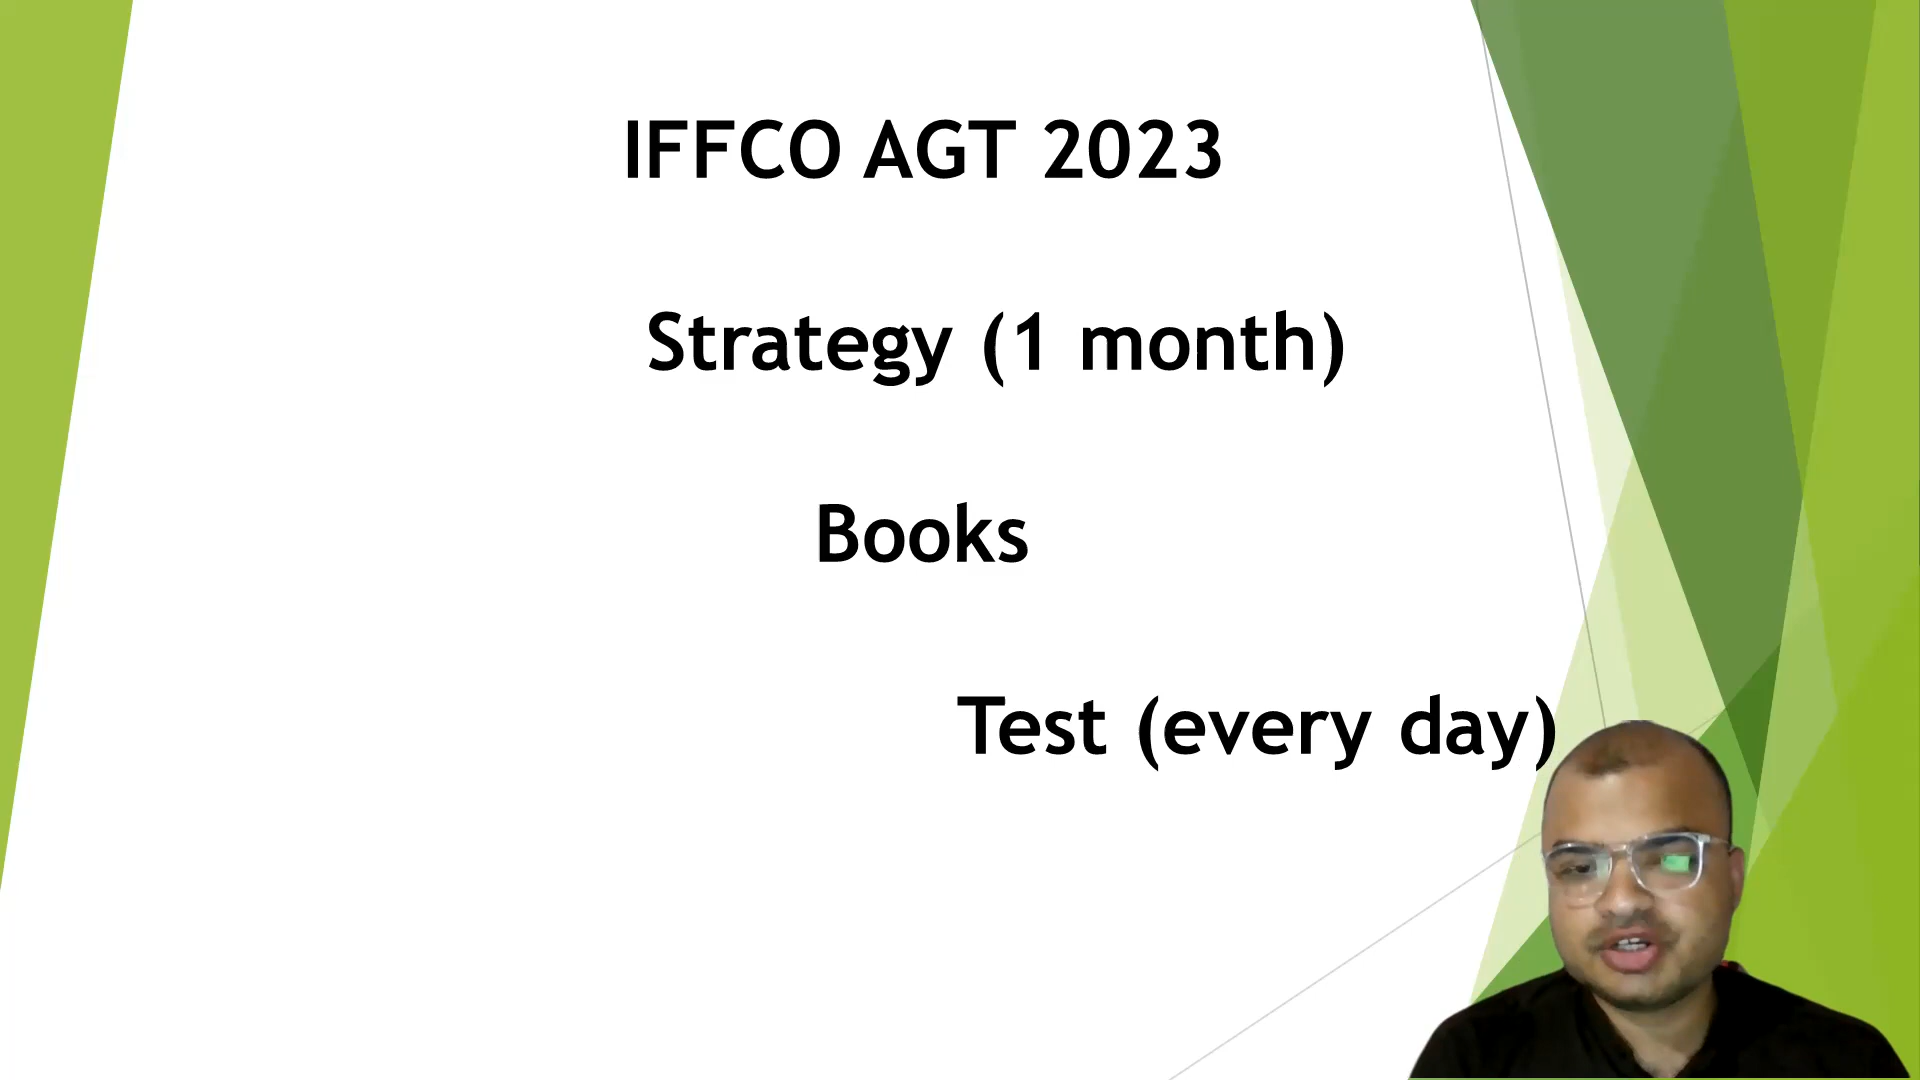 IFFCO AGT 2023
Strategy (1 month)
Books
Test (every day)